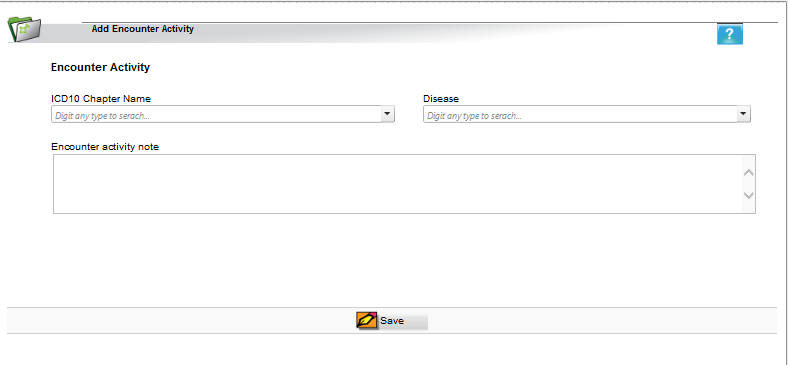 Add Encounter Activity
?
Encounter Activity
ICD10 Chapter Name
Disease
Digit any type to serach...
Digit any type to serach...
Encounter activity note
Save